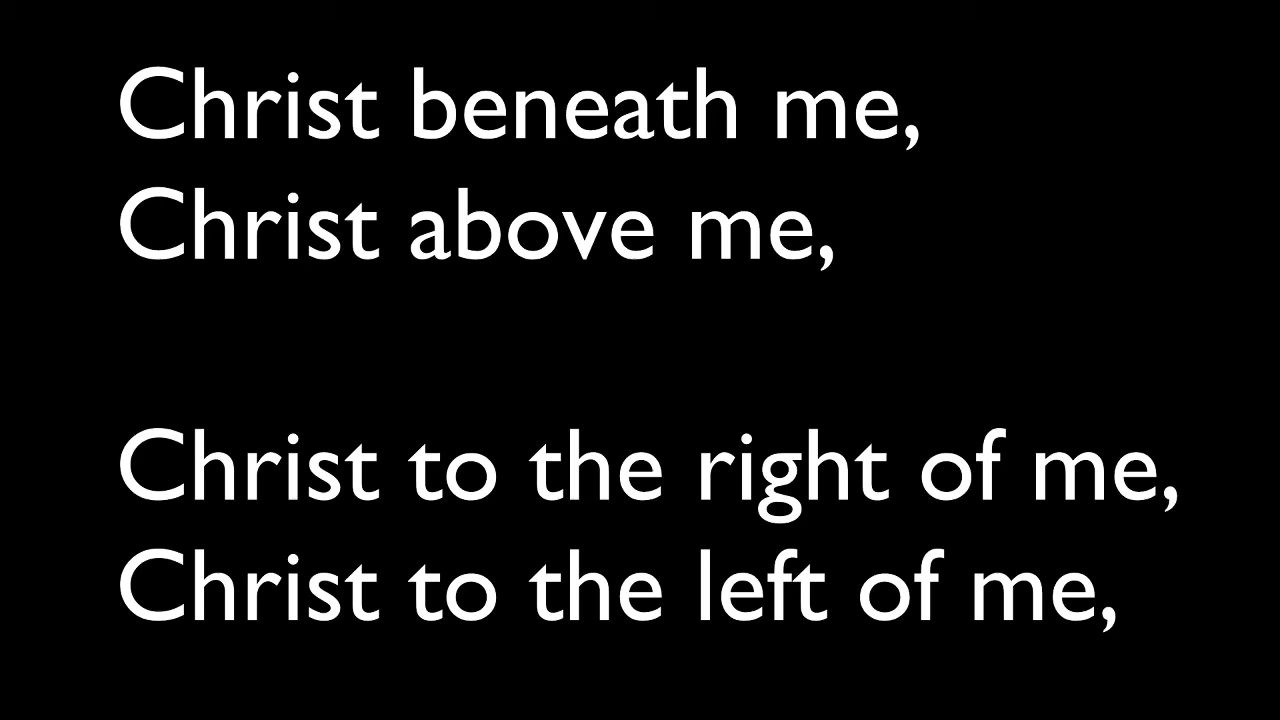 Christ beneath me,
Christ above me,
Christ to the right of me,
Christ to the left of me,